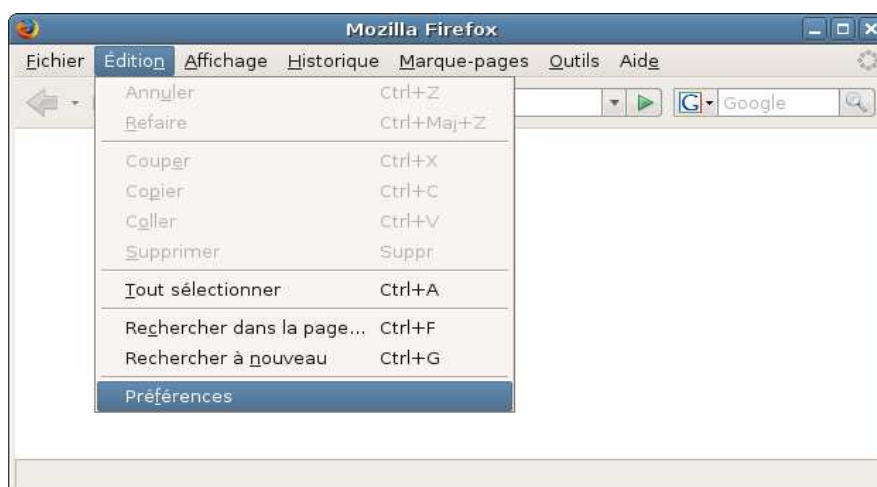 Mozilla Firefox
Fichier Édition Affichage Historique Marque-pages Outils Aide
Annuler Ctrl+Z
G Google
Refaire Ctrl+Maj+Z
Couper Ctrl+X
Copier Ctrl+C
Coller Ctrl+V
Supprimer Suppr
Tout sélectionner Ctrl+A
Rechercher dans la page... Ctrl+F
Rechercher à nouveau Ctrl+G
Préférences